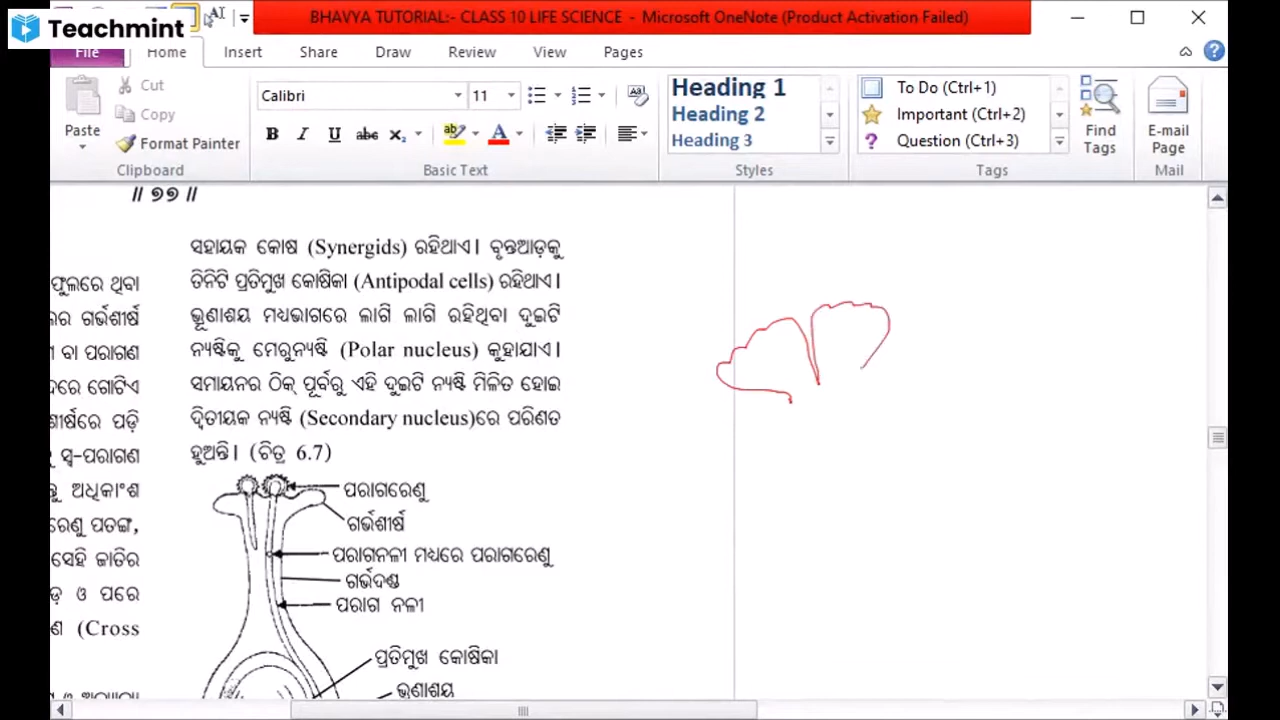 Teachmint
BHAVYA TUTORIAL:- CLASS 10 LIFE SCIENCE - Microsoft OneNote (Product Activation Failed)
File Home Insert Share Draw Review View Pages
Paste Cut Copy Format Painter
Clipboard
Calibri 11
B I U abc X₂ ab A
Basic Text
Heading 1
Heading 2
Heading 3
Styles
To Do (Ctrl+1)
Important (Ctrl+2)
Question (Ctrl+3)
Tags
Find Tags
E-mail Page
Mail
// ୭୭ //
ଫୁଲରେ ଥିବା
ର ଗର୍ଭଶୀର୍ଷ
ବା ପରାଗଣ
ଦରେ ଗୋଟିଏ
ଶୀର୍ଷରେ ପଡ଼ି
ସ୍ୱ-ପରାଗଣ
ଅଧିକାଂଶ
ରେଣୁ ପତଙ୍ଗ,
ସେହି ଜାତିର
ଓ ପରେ
ଣ (Cross
ସହାୟକ କୋଷ (Synergids) ରହିଥାଏ। ବୃନ୍ତଆଡ଼କୁ
ତିନିଟି ପ୍ରତିମୁଖ କୋଷିକା (Antipodal cells) ରହିଥାଏ।
ଭ୍ରୂଣାଶୟ ମଧ୍ୟଭାଗରେ ଲାଗି ଲାଗି ରହିଥିବା ଦୁଇଟି
ନ୍ୟଷ୍ଟିକୁ ମେରୁନ୍ୟଷ୍ଟି (Polar nucleus) କୁହାଯାଏ।
ସମାୟନର ଠିକ୍ ପୂର୍ବରୁ ଏହି ଦୁଇଟି ନ୍ୟଷ୍ଟି ମିଳିତ ହୋଇ
ଦ୍ୱିତୀୟକ ନ୍ୟଷ୍ଟି (Secondary nucleus)ରେ ପରିଣତ
ହୁଅନ୍ତି। (ଚିତ୍ର 6.7)
ପରାଗରେଣୁ
ଗର୍ଭଶୀର୍ଷ
ପରାଗନଳୀ ମଧ୍ୟରେ ପରାଗରେଣୁ
ଗର୍ଭଦଣ୍ଡ
ପରାଗ ନଳୀ
ପ୍ରତିମୁଖ କୋଷିକା
ଭ୍ରୂଣାଶୟ